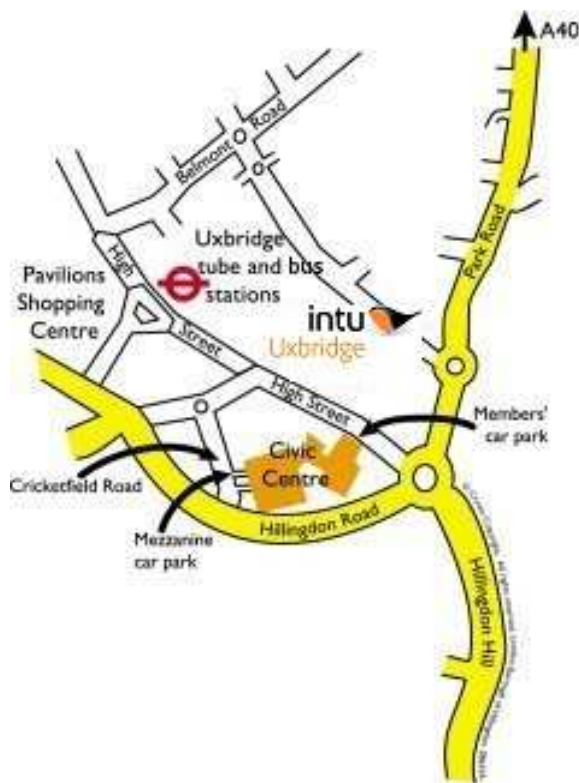 A40
Belmont Road
Park Road
High Street
Uxbridge
tube and bus
stations
Pavilions
Shopping
Centre
intu
Uxbridge
High Street
Members'
car park
Civic
Centre
Cricketfield Road
Mezzanine
car park
Hillingdon Road
Hillingdon Hill